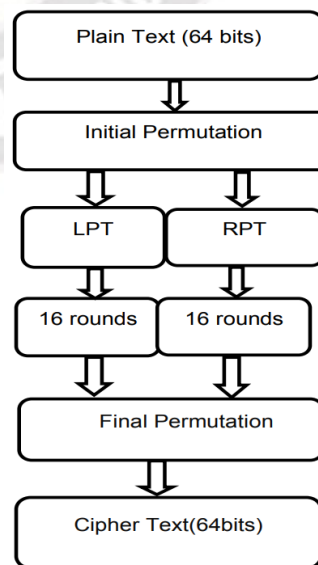 Plain Text (64 bits)
Initial Permutation
LPT RPT
16 rounds 16 rounds
Final Permutation
Cipher Text(64bits)